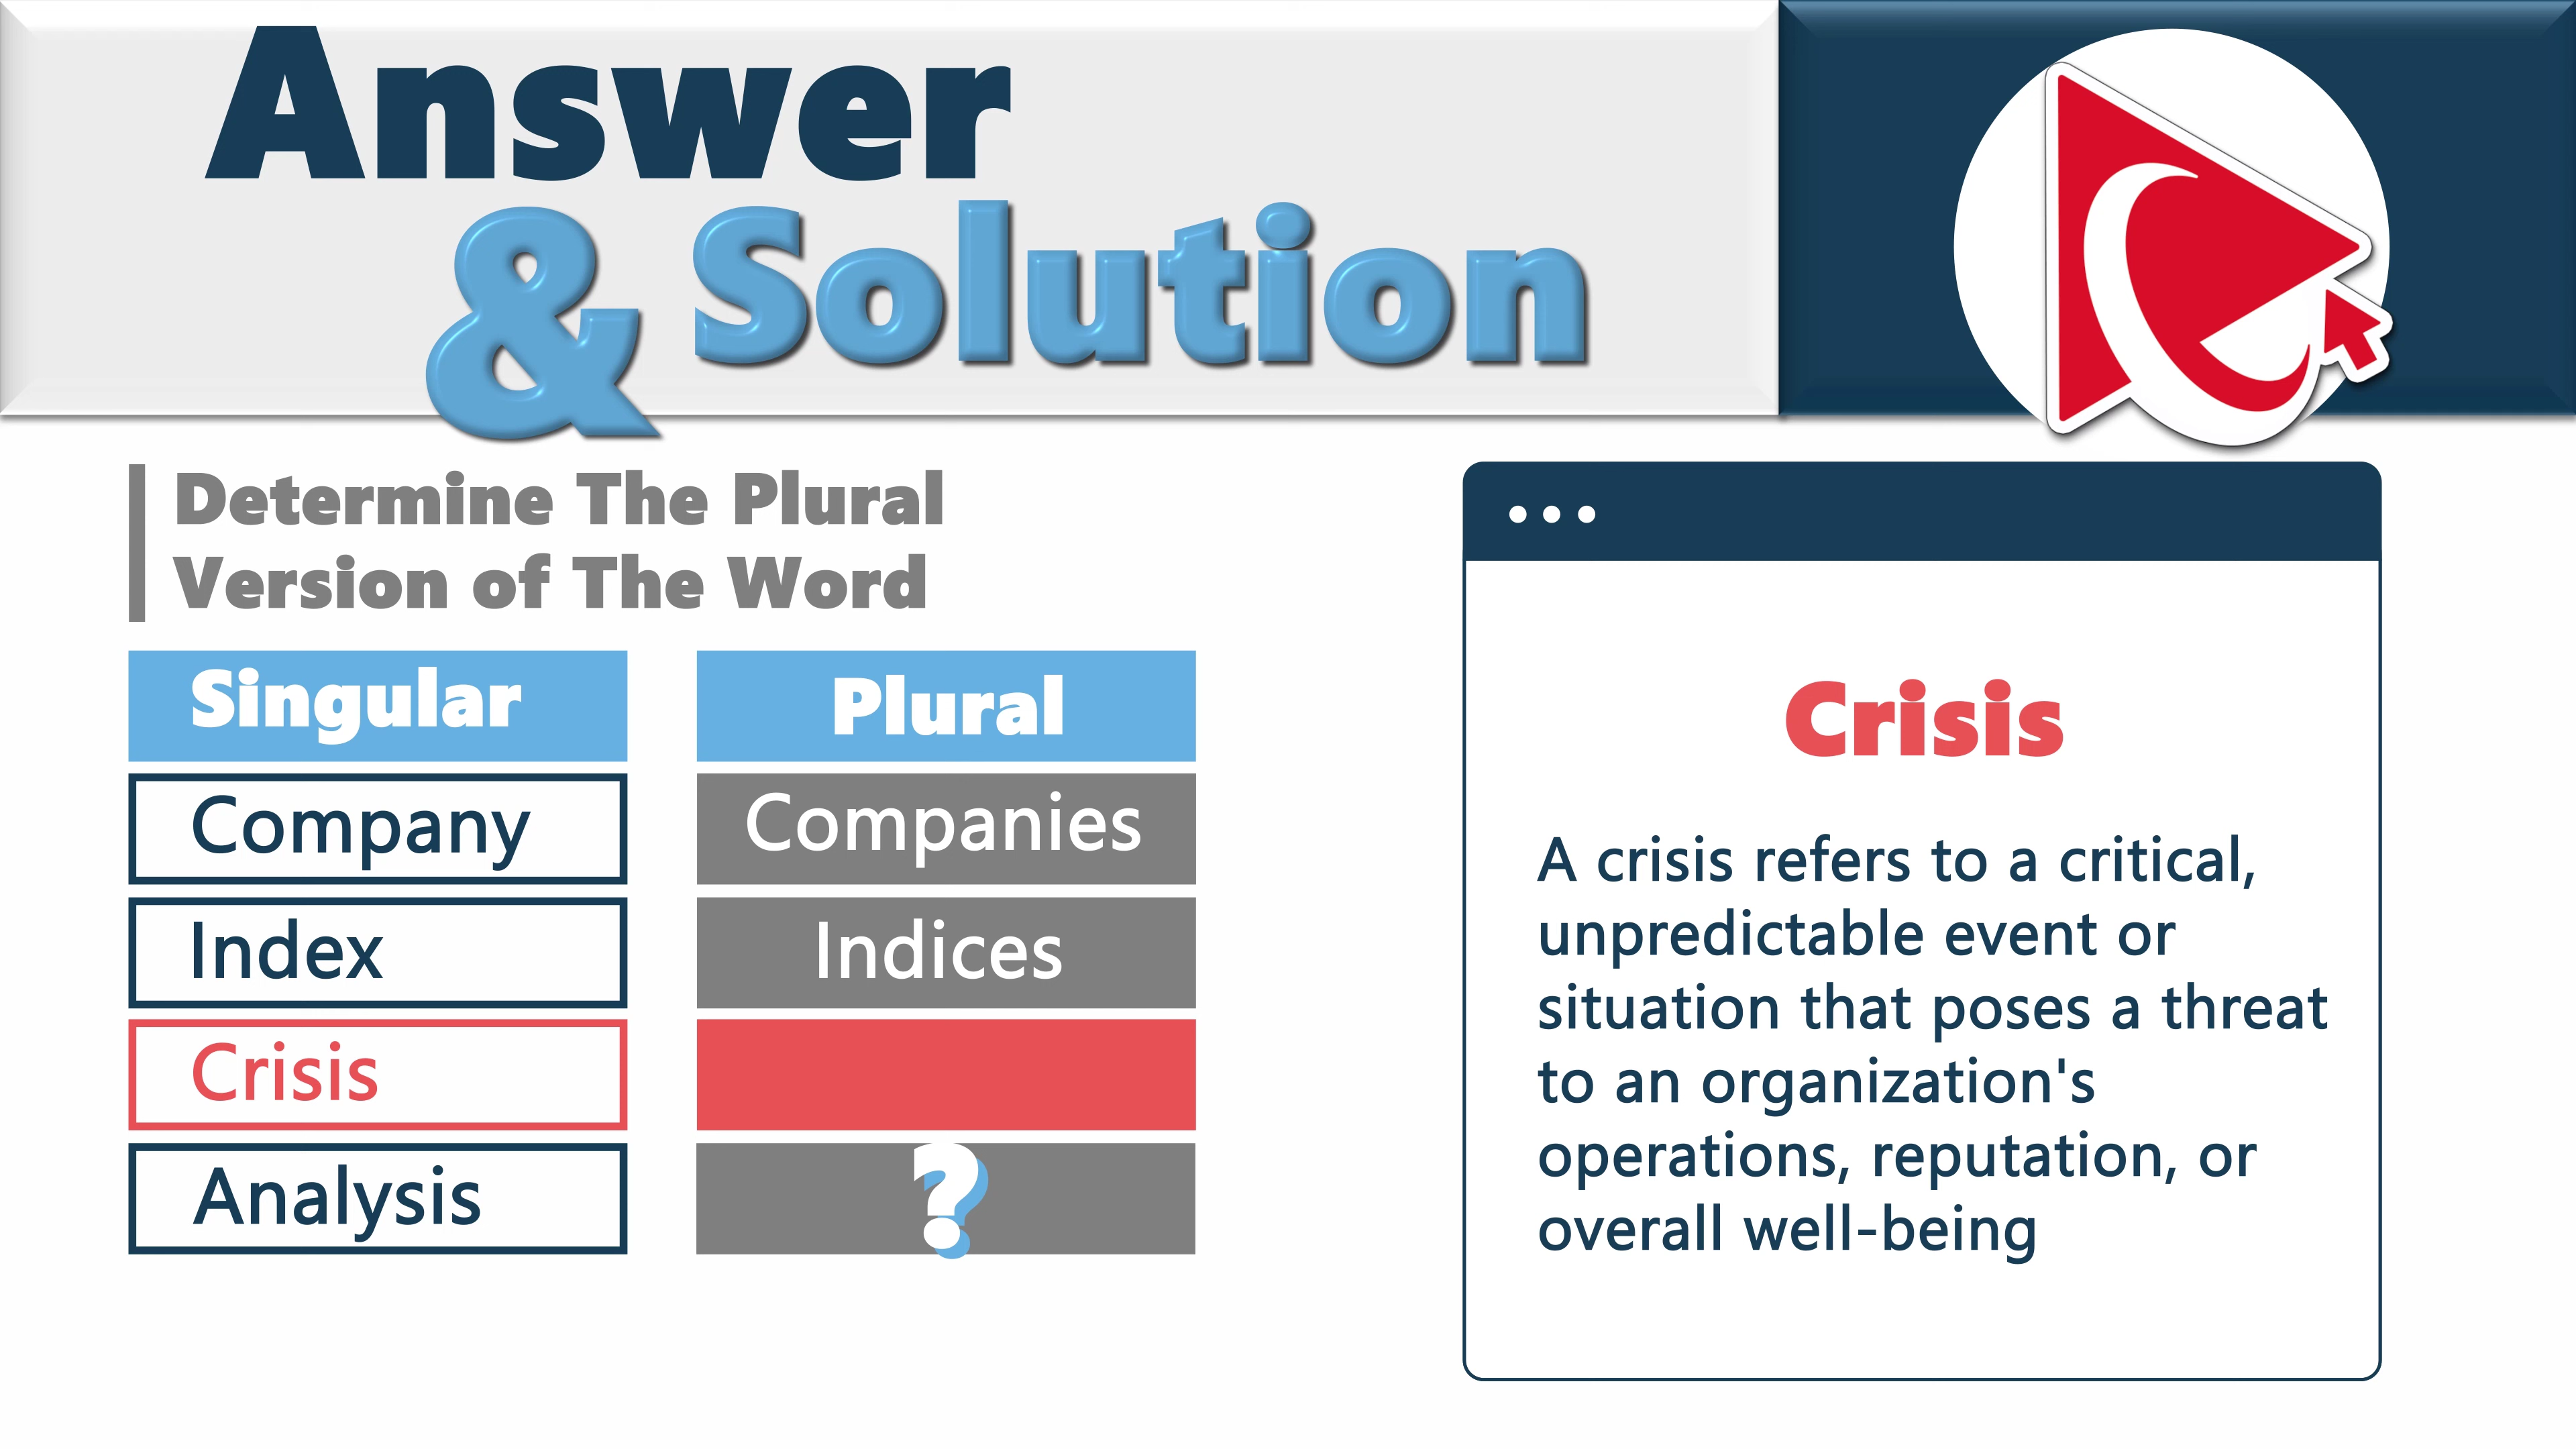 Answer
& Solution
Determine The Plural
Version of The Word
Singular
Plural
Company
Companies
Index
Indices
Crisis
Analysis
?
Crisis
A crisis refers to a critical,
unpredictable event or
situation that poses a threat
to an organization's
operations, reputation, or
overall well-being